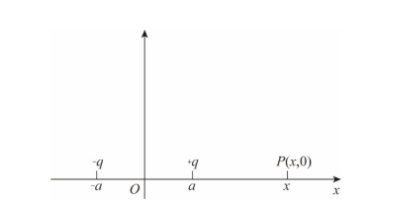 -q +q P(x,0)
-a O a x x